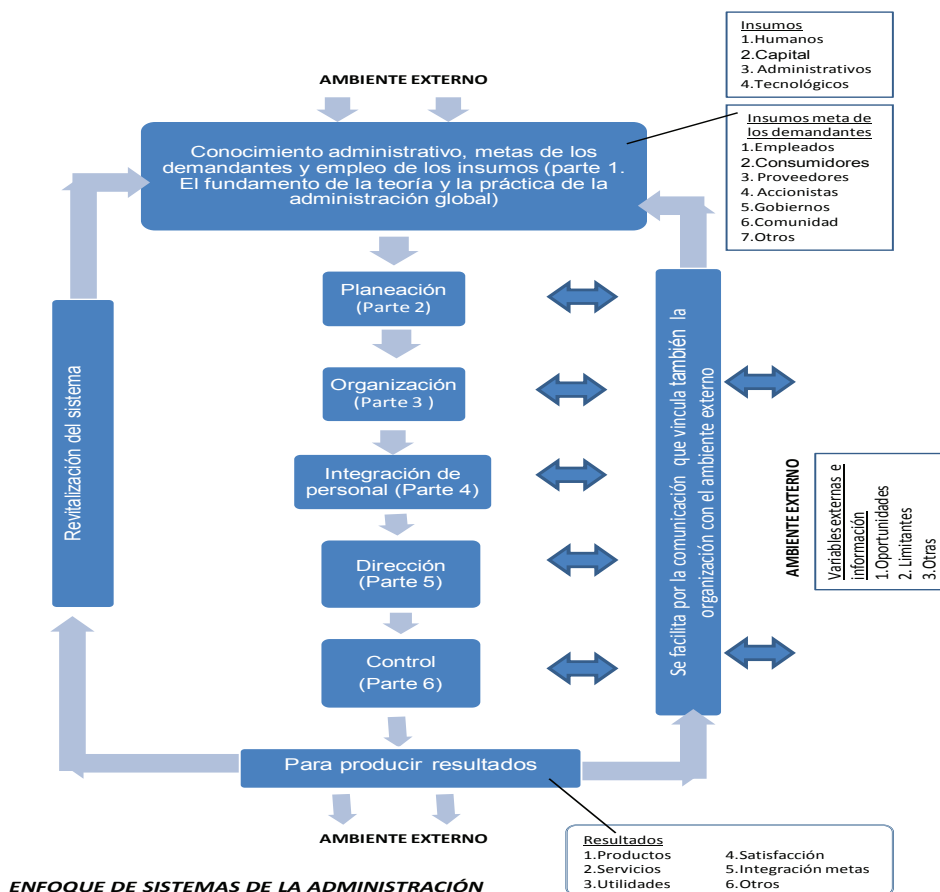 Insumos
1.Humanos
2.Capital
3. Administrativos
4.Tecnológicos
AMBIENTE EXTERNO
Insumos meta de
los demandantes
1.Empleados
2.Consumidores
3. Proveedores
4. Accionistas
5.Gobiernos
6.Comunidad
7.Otros
Conocimiento administrativo, metas de los
demandantes y empleo de los insumos (parte 1.
El fundamento de la teoría y la práctica de la
administración global)
Planeación
(Parte 2)
Organización
(Parte 3 )
Integración de
personal (Parte 4)
Dirección
(Parte 5)
Control
(Parte 6)
Revitalización del sistema
Se facilita por la comunicación que vincula también la
organización con el ambiente externo
AMBIENTE EXTERNO
Variables externas e
información
1.Oportunidades
2. Limitantes
3.Otras
Para producir resultados
AMBIENTE EXTERNO
Resultados
1.Productos
2.Servicios
3.Utilidades
4.Satisfacción
5.Integración metas
6.Otros
ENFOQUE DE SISTEMAS DE LA ADMINISTRACIÓN